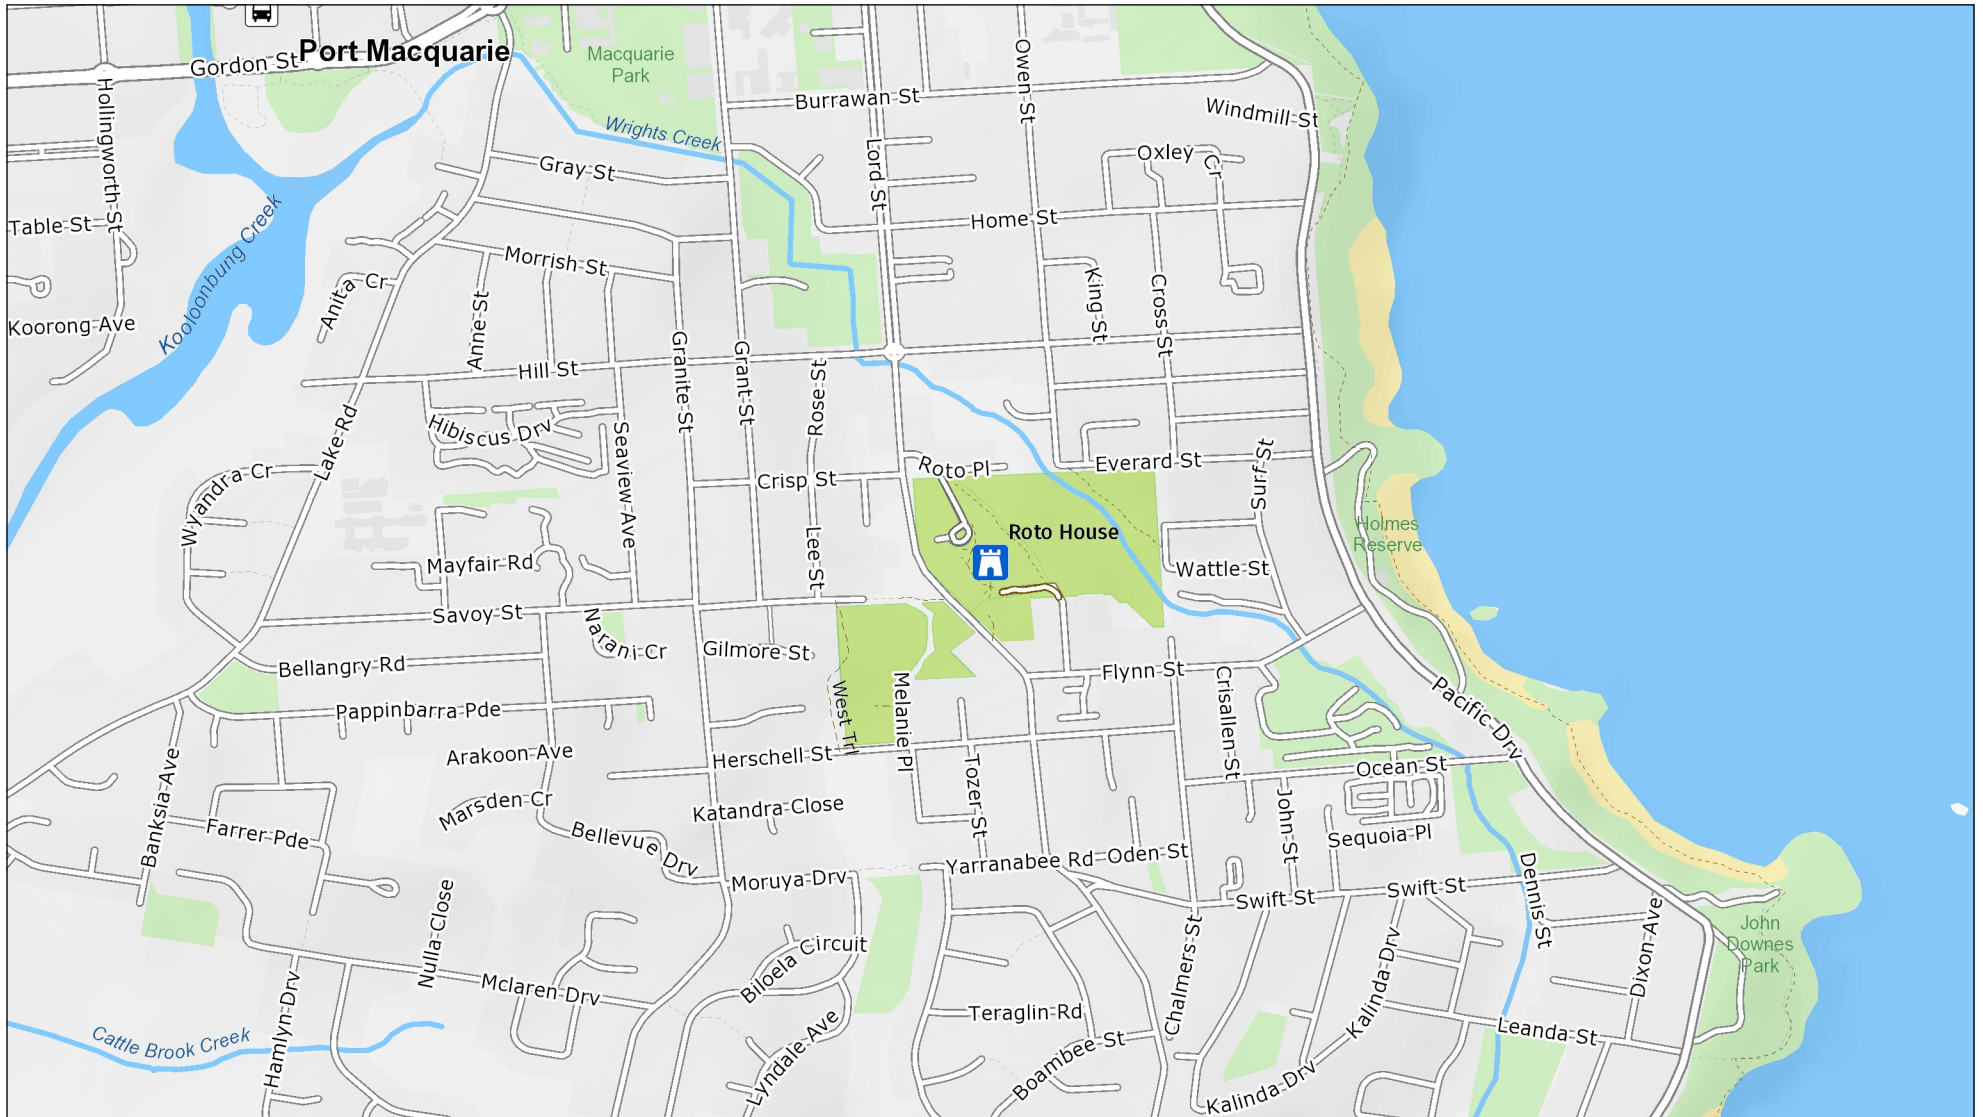 Port Macquarie
Gordon St
Macquarie
Park
Owen St
Burrawan St
Windmill St
Hollingworth St
Wrights Creek
Lord St
Gray St
Oxley Cr
Table St
Home St
Kooloonbung Creek
Morrish St
Anita Cr
King St
Cross St
Koorong Ave
Anne St
Granite St
Grant St
Hill St
Rose St
Lake Rd
Hibiscus Drv
Seaview Ave
Surf St
Wyandra Cr
Crisp St
Roto Pl
Everard St
Roto House
Holmes
Reserve
Lee St
Mayfair Rd
Wattle St
Savoy St
Narani Cr
Gilmore St
Bellangry Rd
Flynn St
Crisallen St
Melanie Pl
West Trl
Pacific Drv
Pappinbarra Pde
Arakoon Ave
Herschell St
Ocean St
Banksia Ave
Tozer St
John St
Marsden Cr
Katandra Close
Farrer Pde
Bellevue Drv
Sequoia Pl
Yarranabee Rd
Oden St
Moruya Drv
Swift St
Swift St
Dennis St
Nulla Close
Chalmers St
Kalinda Drv
Dixon Ave
John
Downes
Park
Biloela Circuit
Mclaren Drv
Hamlyn Drv
Teraglin Rd
Leanda St
Cattle Brook Creek
Lyndale Ave
Boambee St
Kalinda Drv